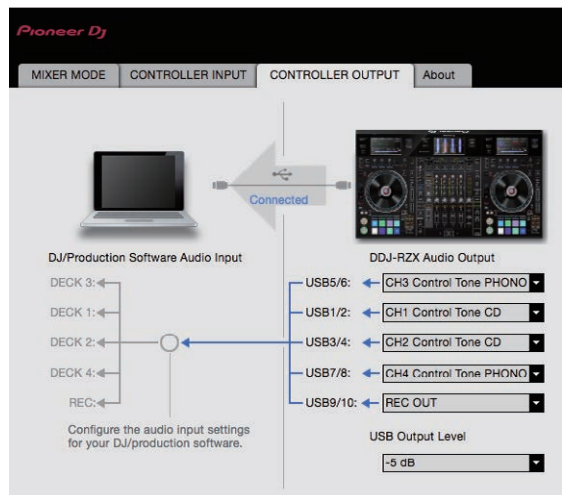 Pioneer Dj
MIXER MODE
CONTROLLER INPUT
CONTROLLER OUTPUT
About
Connected
DJ/Production Software Audio Input
DDJ-RZX Audio Output
DECK 3:
USB5/6:
CH3 Control Tone PHONO
DECK 1:
USB1/2:
CH1 Control Tone CD
DECK 2:
USB3/4:
CH2 Control Tone CD
DECK 4:
USB7/8:
CH4 Control Tone PHONO
REC:
USB9/10:
REC OUT
Configure the audio input settings
for your DJ/production software.
USB Output Level
-5 dB